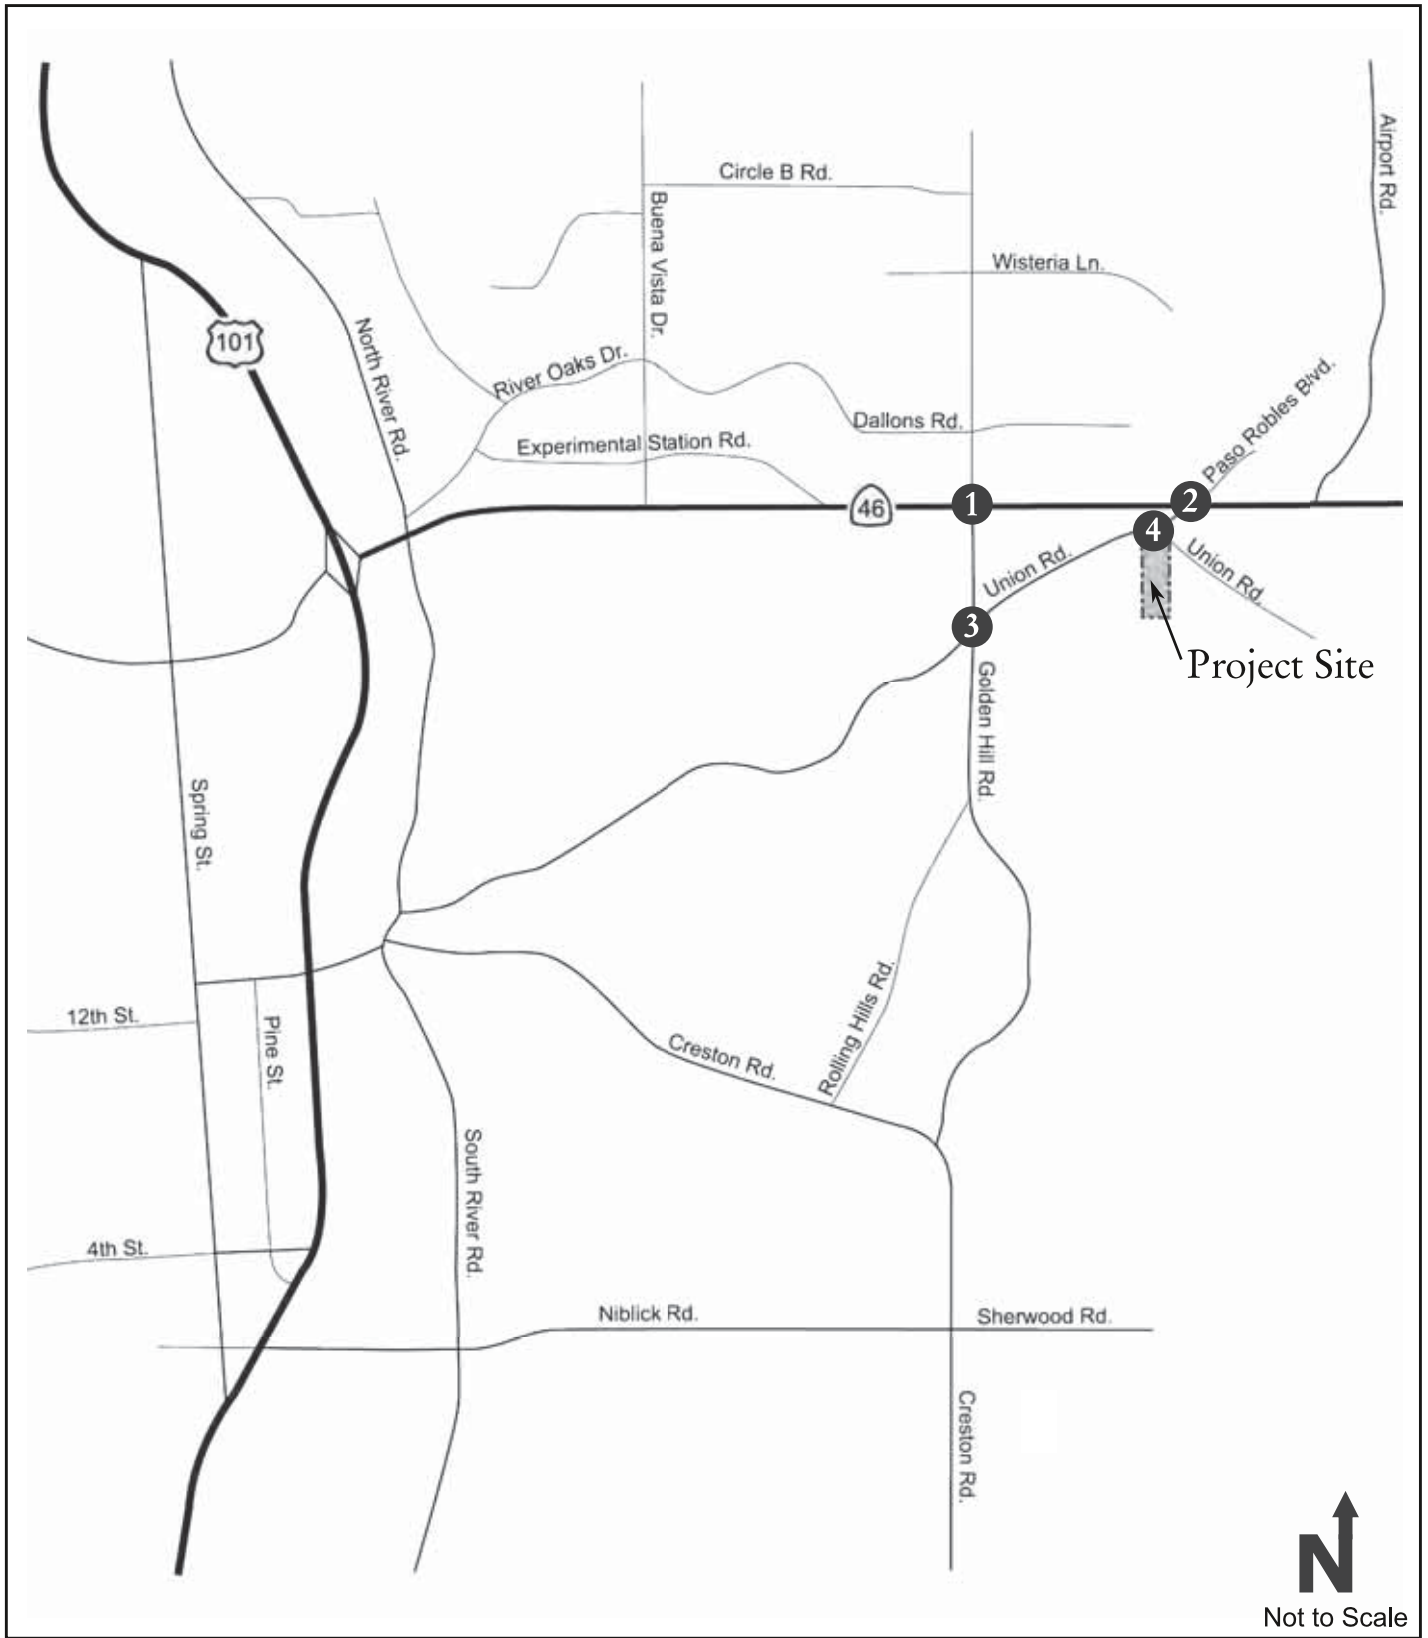 Airport Rd.
Circle B Rd.
Buena Vista Dr.
Wisteria Ln.
101
North River Rd.
River Oaks Dr.
Paso Robles Blvd.
Dallons Rd.
Experimental Station Rd.
46
1
2
4
Union Rd.
Union Rd.
3
Project Site
Golden Hill Rd.
Spring St.
Rolling Hills Rd.
12th St.
Pine St.
Creston Rd.
South River Rd.
4th St.
Niblick Rd.
Sherwood Rd.
Creston Rd.
N
Not to Scale